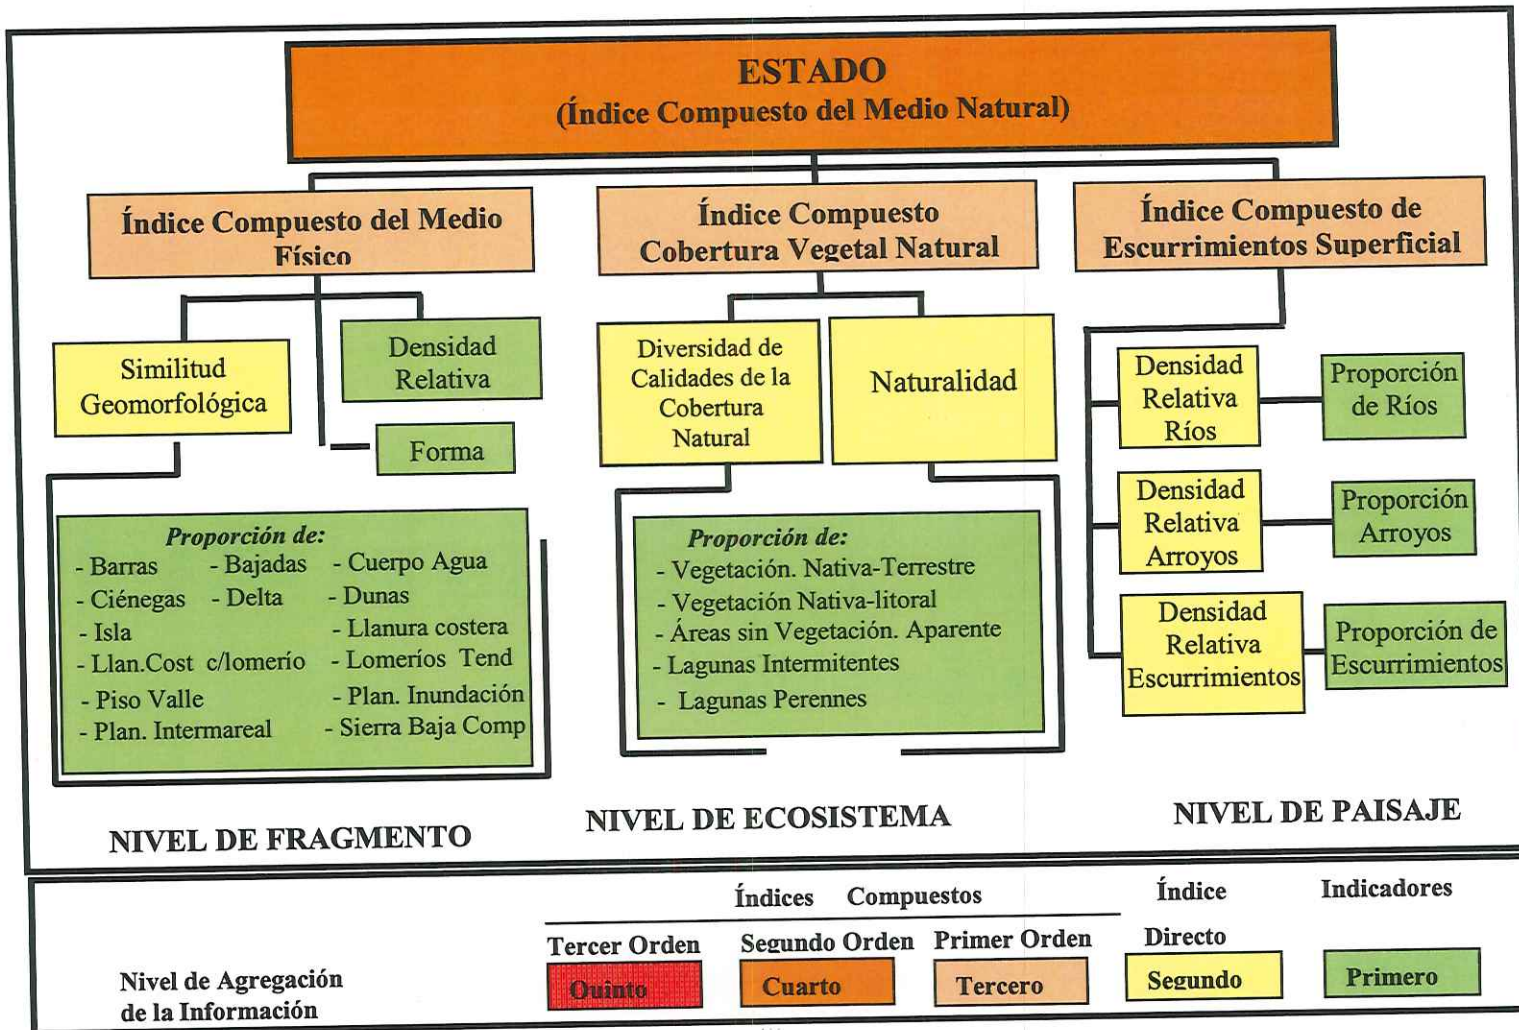 ESTADO
(Índice Compuesto del Medio Natural)
Índice Compuesto del Medio
Físico
Índice Compuesto
Cobertura Vegetal Natural
Índice Compuesto de
Escurrimientos Superficial
Similitud
Geomorfológica
Densidad
Relativa
Forma
Proporción de:
- Barras - Bajadas - Cuerpo Agua
- Ciénegas - Delta - Dunas
- Isla - Llanura costera
- Llan.Cost c/lomerío - Lomeríos Tend
- Piso Valle - Plan. Inundación
- Plan. Intermareal - Sierra Baja Comp
Diversidad de
Calidades de la
Cobertura
Natural
Naturalidad
Proporción de:
- Vegetación. Nativa-Terrestre
- Vegetación Nativa-litoral
- Áreas sin Vegetación. Aparente
- Lagunas Intermitentes
- Lagunas Perennes
Densidad
Relativa
Ríos
Proporción
de Ríos
Densidad
Relativa
Arroyos
Proporción
Arroyos
Densidad
Relativa
Escurrimientos
Proporción de
Escurrimientos
NIVEL DE FRAGMENTO
NIVEL DE ECOSISTEMA
NIVEL DE PAISAJE
Índices Compuestos
Índice
Directo
Indicadores
Tercer Orden
Segundo Orden
Primer Orden
Nivel de Agregación
de la Información
Quinto
Cuarto
Tercero
Segundo
Primero